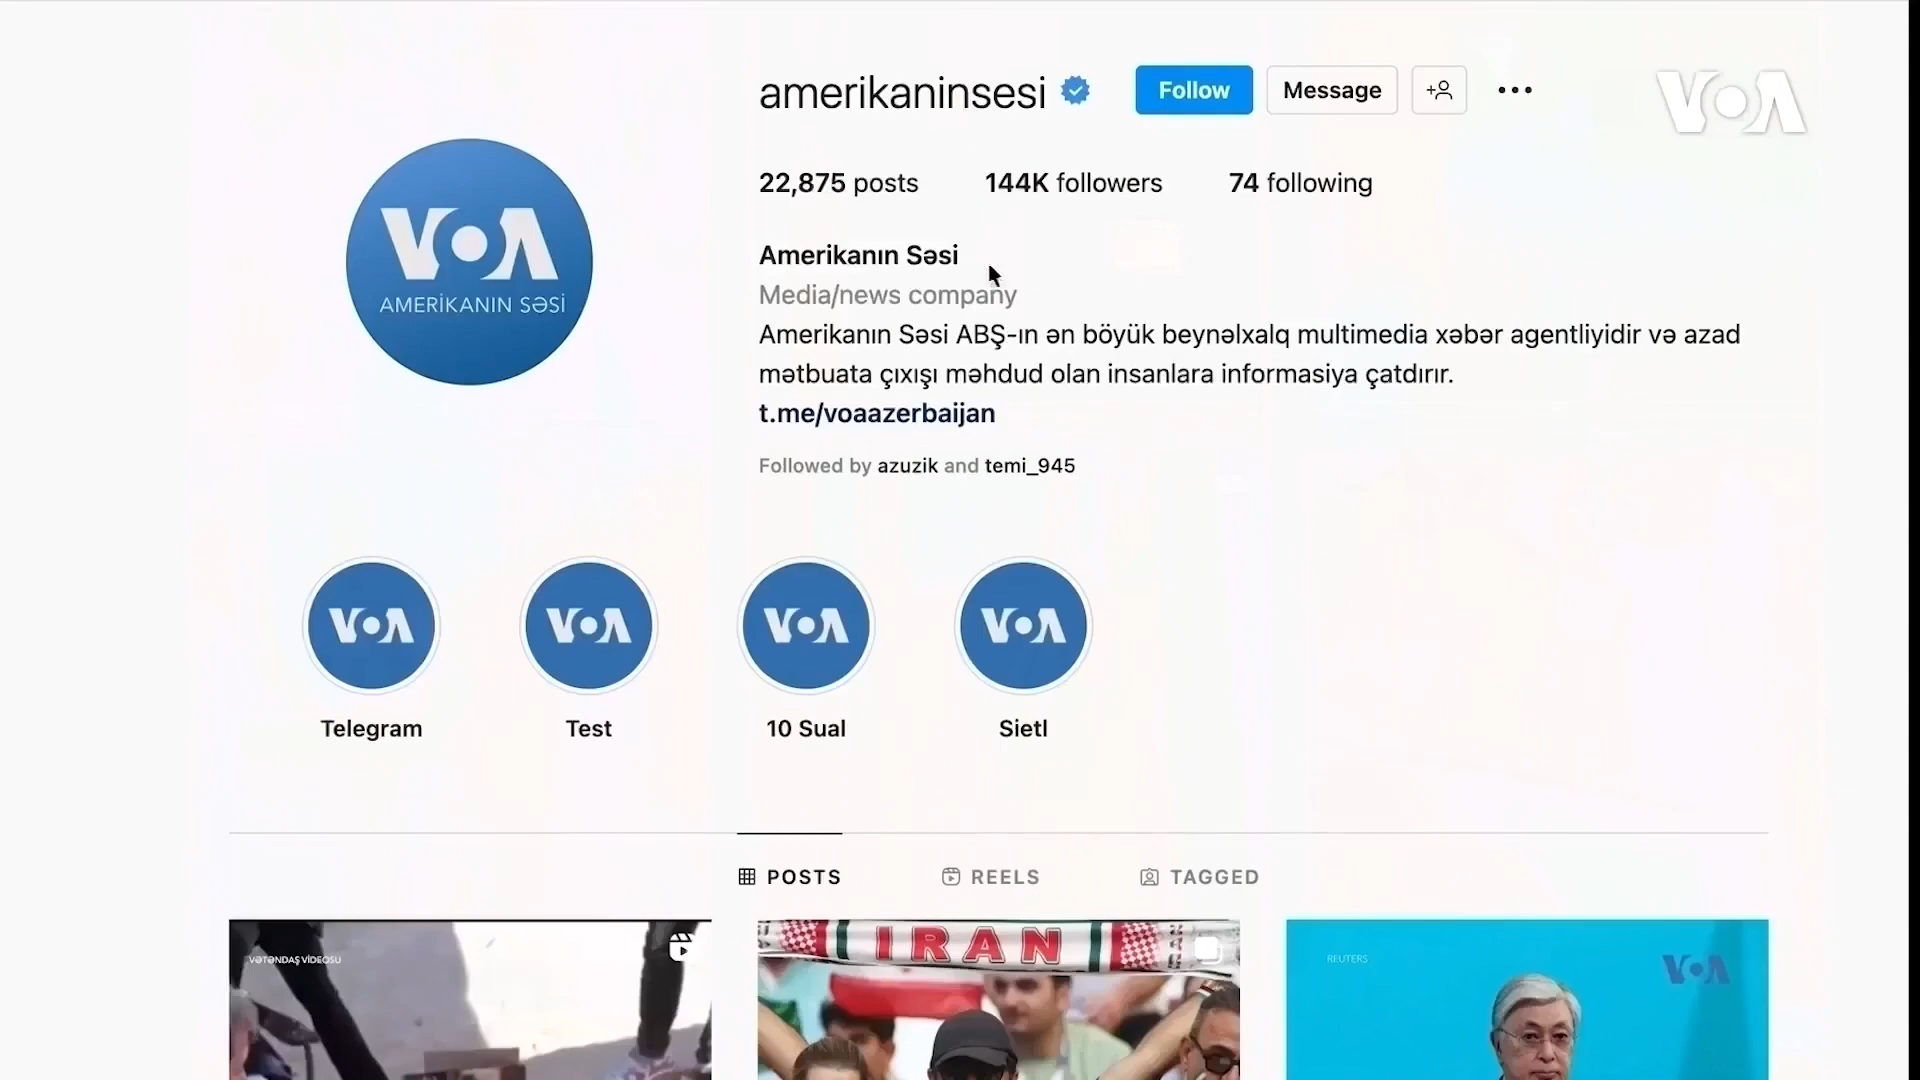 amerikaninsesi
Follow
Message
VOA
22,875 posts
144K followers
74 following
VOA
AMERİKANIN SƏSİ
Amerikanın Səsi
Media/news company
Amerikanın Səsi ABŞ-ın ən böyük beynəlxalq multimedia xəbər agentliyidir və azad
mətbuata çıxışı məhdud olan insanlara informasiya çatdırır.
t.me/voaazerbaijan
Followed by azuzik and temi_945
VOA
VOA
VOA
VOA
Telegram
Test
10 Sual
Sietl
POSTS
REELS
TAGGED
VƏTƏNDAŞ VİDEOSU
IRAN
IRAN
REUTERS
VOA